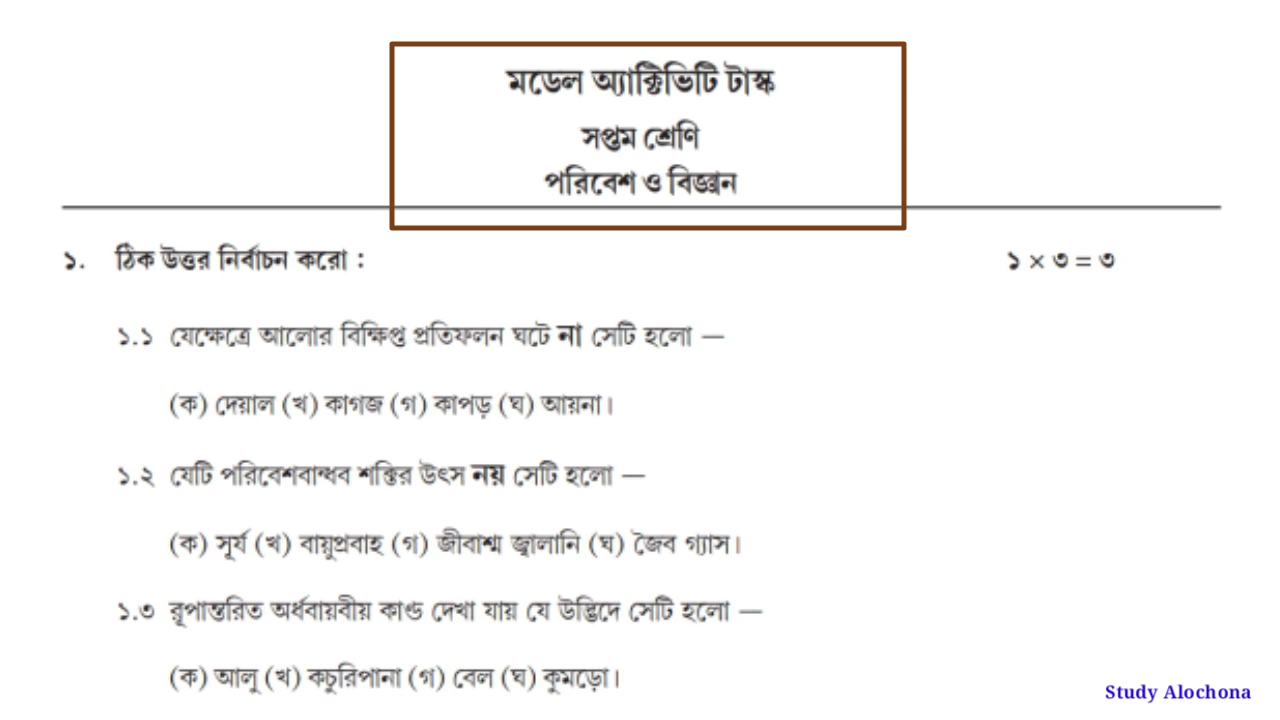 মডেল অ্যাক্টিভিটি টাস্ক
সপ্তম শ্রেণি
পরিবেশ ও বিজ্ঞান
১. ঠিক উত্তর নির্বাচন করো : ১ × ৩ = ৩
১.১ যেক্ষেত্রে আলোর বিক্ষিপ্ত প্রতিফলন ঘটে না সেটি হলো —
(ক) দেয়াল (খ) কাগজ (গ) কাপড় (ঘ) আয়না।
১.২ যেটি পরিবেশবান্ধব শক্তির উৎস নয় সেটি হলো —
(ক) সূর্য (খ) বায়ুপ্রবাহ (গ) জীবাশ্ম জ্বালানি (ঘ) জৈব গ্যাস।
১.৩ রূপান্তরিত অর্ধবায়বীয় কাণ্ড দেখা যায় যে উদ্ভিদে সেটি হলো —
(ক) আলু (খ) কচুরিপানা (গ) বেল (ঘ) কুমড়ো।
Study Alochona